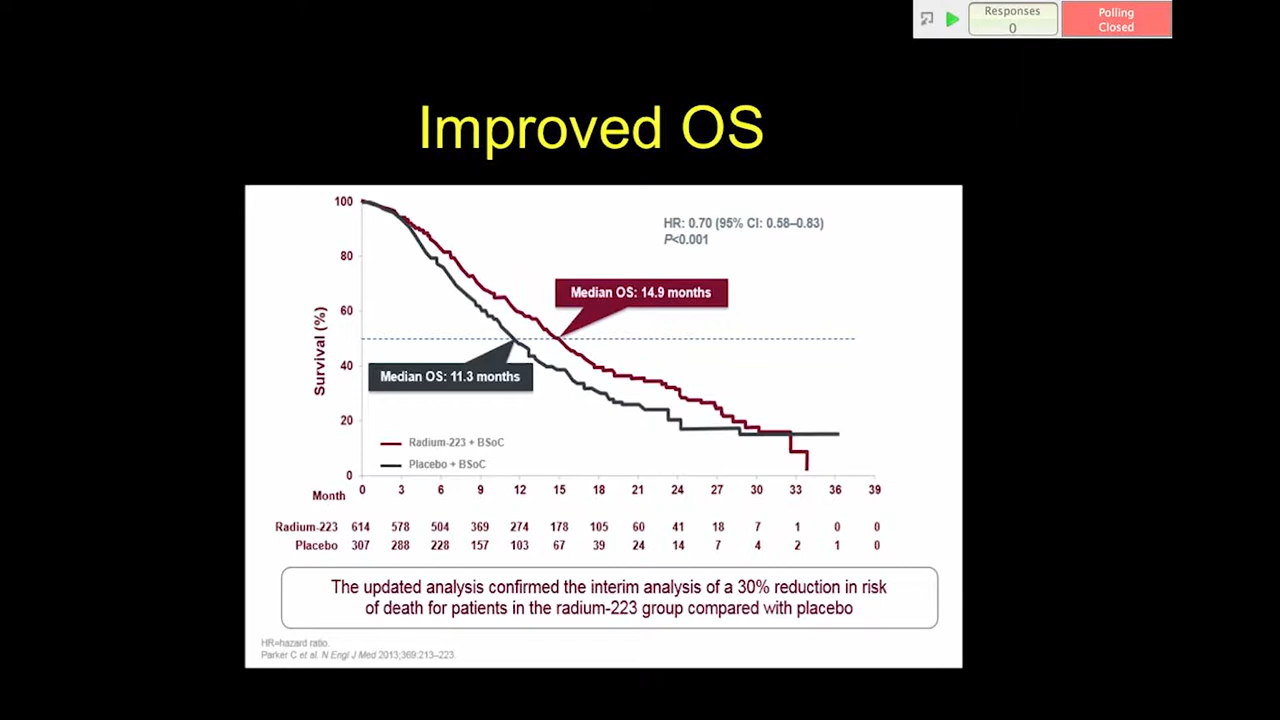 Responses
0
Polling
Closed
Improved OS
100
80
60
40
20
0
Survival (%)
HR: 0.70 (95% CI: 0.58–0.83)
P<0.001
Median OS: 14.9 months
Median OS: 11.3 months
Radium-223 + BSoC
Placebo + BSoC
Month 0 3 6 9 12 15 18 21 24 27 30 33 36 39
Radium-223 614 578 504 369 274 178 105 60 41 18 7 1 0 0
Placebo 307 288 228 157 103 67 39 24 14 7 4 2 1 0
The updated analysis confirmed the interim analysis of a 30% reduction in risk
of death for patients in the radium-223 group compared with placebo
HR=hazard ratio.
Parker C et al. N Engl J Med 2013;369:213–223.